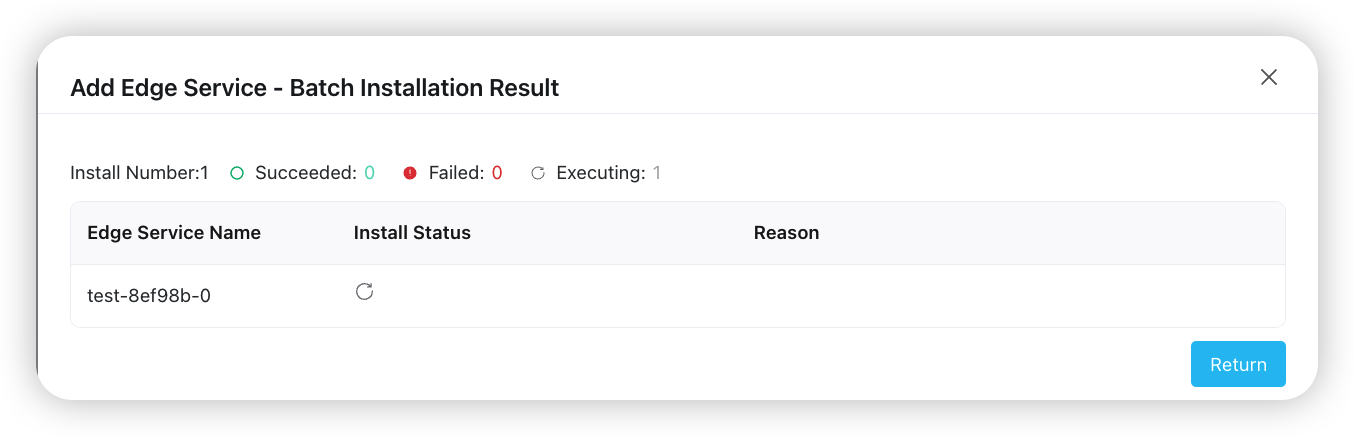 Add Edge Service - Batch Installation Result
Install Number:1 Succeeded: 0 Failed: 0 Executing: 1
Edge Service Name Install Status Reason
test-8ef98b-0
Return